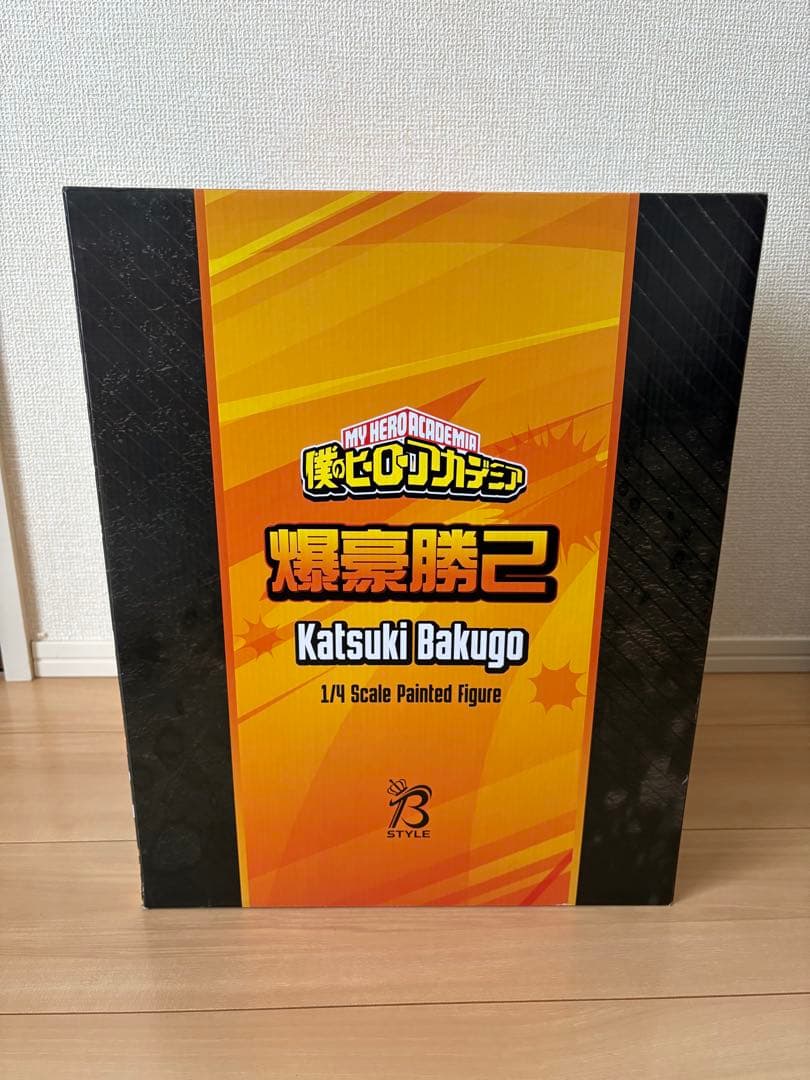 MY HERO ACADEMIA
僕のヒーローアカデミア
爆豪勝己
Katsuki Bakugo
1/4 Scale Painted Figure
B
STYLE